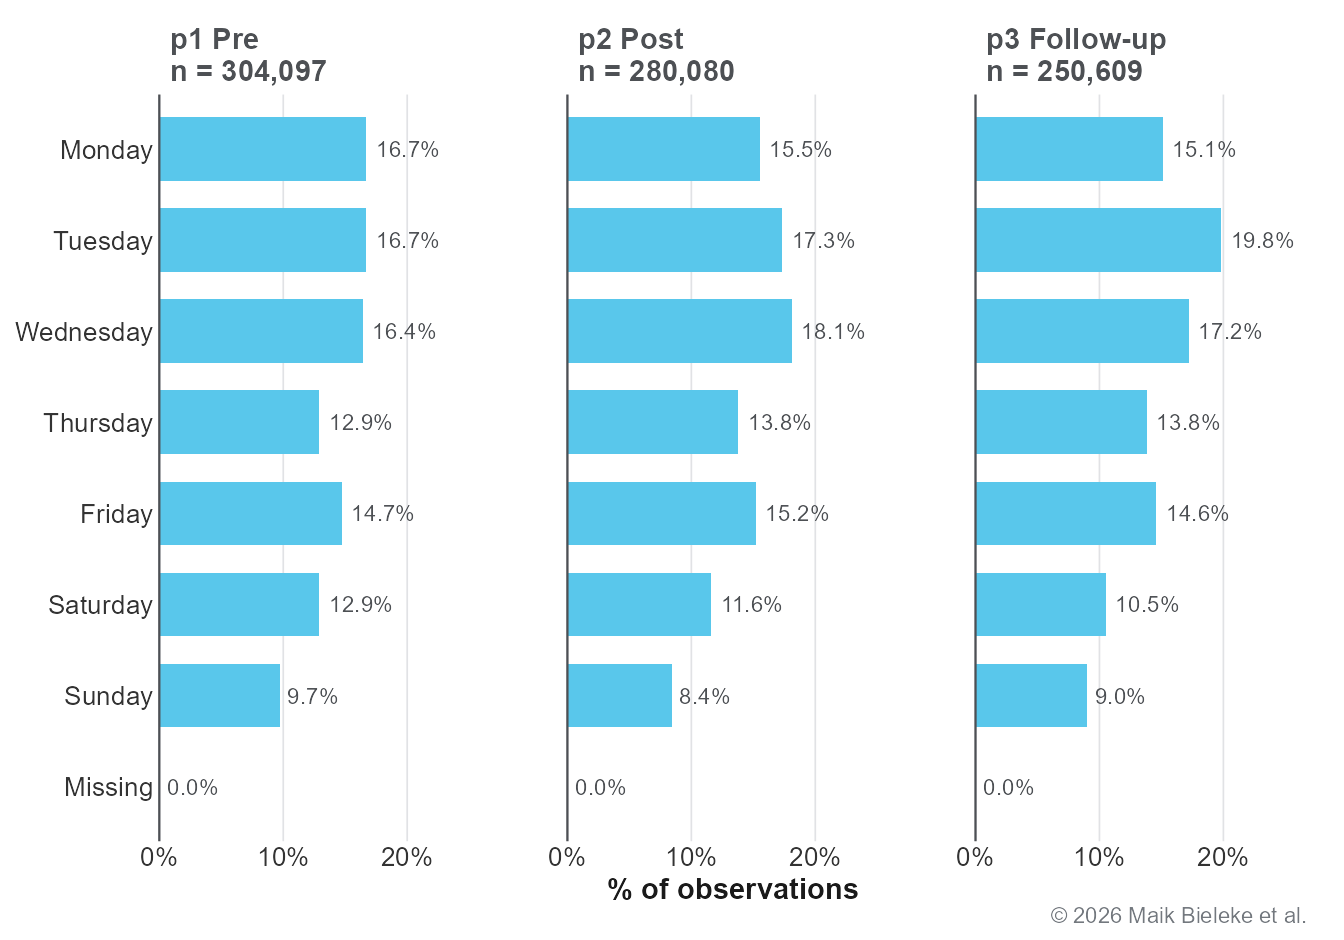 p1 Pre
n = 304,097
p2 Post
n = 280,080
p3 Follow-up
n = 250,609
Monday 16.7% 15.5% 15.1%
Tuesday 16.7% 17.3% 19.8%
Wednesday 16.4% 18.1% 17.2%
Thursday 12.9% 13.8% 13.8%
Friday 14.7% 15.2% 14.6%
Saturday 12.9% 11.6% 10.5%
Sunday 9.7% 8.4% 9.0%
Missing 0.0% 0.0% 0.0%
0% 10% 20% 0% 10% 20% 0% 10% 20%
% of observations
© 2026 Maik Bieleke et al.